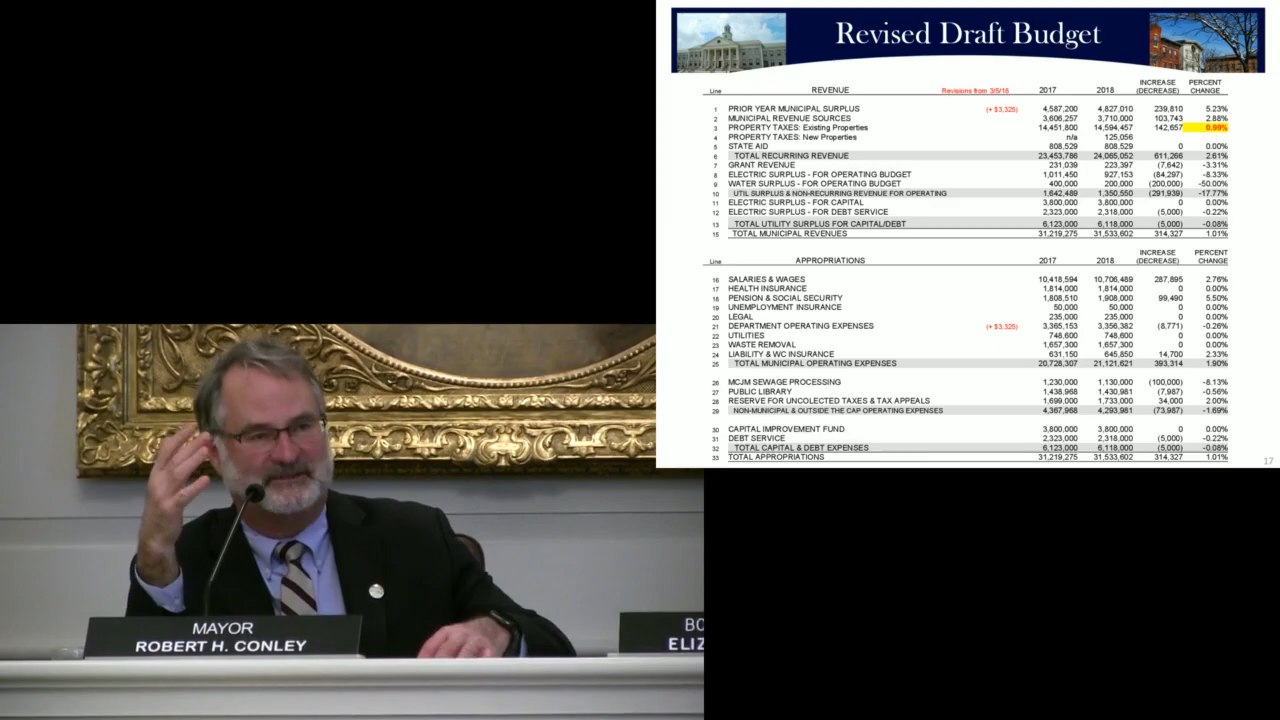 Revised Draft Budget
Line REVENUE Revisions from 3/5/18 2017 2018 INCREASE (DECREASE) PERCENT CHANGE
1 PRIOR YEAR MUNICIPAL SURPLUS (+ $3,325) 4,587,200 4,827,010 239,810 5.23%
2 MUNICIPAL REVENUE SOURCES 3,606,257 3,710,000 103,743 2.88%
3 PROPERTY TAXES: Existing Properties 14,451,800 14,594,457 142,657 0.99%
4 PROPERTY TAXES: New Properties n/a 125,056
5 STATE AID 808,529 808,529 0 0.00%
6 TOTAL RECURRING REVENUE 23,453,786 24,065,052 611,266 2.61%
7 GRANT REVENUE 231,039 223,397 (7,642) -3.31%
8 ELECTRIC SURPLUS - FOR OPERATING BUDGET 1,011,450 927,153 (84,297) -8.33%
9 WATER SURPLUS - FOR OPERATING BUDGET 400,000 200,000 (200,000) -50.00%
10 UTIL SURPLUS & NON-RECURRING REVENUE FOR OPERATING 1,642,489 1,350,550 (291,939) -17.77%
11 ELECTRIC SURPLUS - FOR CAPITAL 3,800,000 3,800,000 0 0.00%
12 ELECTRIC SURPLUS - FOR DEBT SERVICE 2,323,000 2,318,000 (5,000) -0.22%
13 TOTAL UTILITY SURPLUS FOR CAPITAL/DEBT 6,123,000 6,118,000 (5,000) -0.08%
15 TOTAL MUNICIPAL REVENUES 31,219,275 31,533,602 314,327 1.01%
Line APPROPRIATIONS 2017 2018 INCREASE (DECREASE) PERCENT CHANGE
16 SALARIES & WAGES 10,418,594 10,706,489 287,895 2.76%
17 HEALTH INSURANCE 1,814,000 1,814,000 0 0.00%
18 PENSION & SOCIAL SECURITY 1,808,510 1,908,000 99,490 5.50%
19 UNEMPLOYMENT INSURANCE 50,000 50,000 0 0.00%
20 LEGAL 235,000 235,000 0 0.00%
21 DEPARTMENT OPERATING EXPENSES (+ $3,325) 3,365,153 3,356,382 (8,771) -0.26%
22 UTILITIES 748,600 748,600 0 0.00%
23 WASTE REMOVAL 1,657,300 1,657,300 0 0.00%
24 LIABILITY & WC INSURANCE 631,150 645,850 14,700 2.33%
25 TOTAL MUNICIPAL OPERATING EXPENSES 20,728,307 21,121,621 393,314 1.90%
26 MCJM SEWAGE PROCESSING 1,230,000 1,130,000 (100,000) -8.13%
27 PUBLIC LIBRARY 1,438,968 1,430,981 (7,987) -0.56%
28 RESERVE FOR UNCOLECTED TAXES & TAX APPEALS 1,699,000 1,733,000 34,000 2.00%
29 NON-MUNICIPAL & OUTSIDE THE CAP OPERATING EXPENSES 4,367,968 4,293,981 (73,987) -1.69%
30 CAPITAL IMPROVEMENT FUND 3,800,000 3,800,000 0 0.00%
31 DEBT SERVICE 2,323,000 2,318,000 (5,000) -0.22%
32 TOTAL CAPITAL & DEBT EXPENSES 6,123,000 6,118,000 (5,000) -0.08%
33 TOTAL APPROPRIATIONS 31,219,275 31,533,602 314,327 1.01%
17
MAYOR
ROBERT H. CONLEY
BO
ELIZ